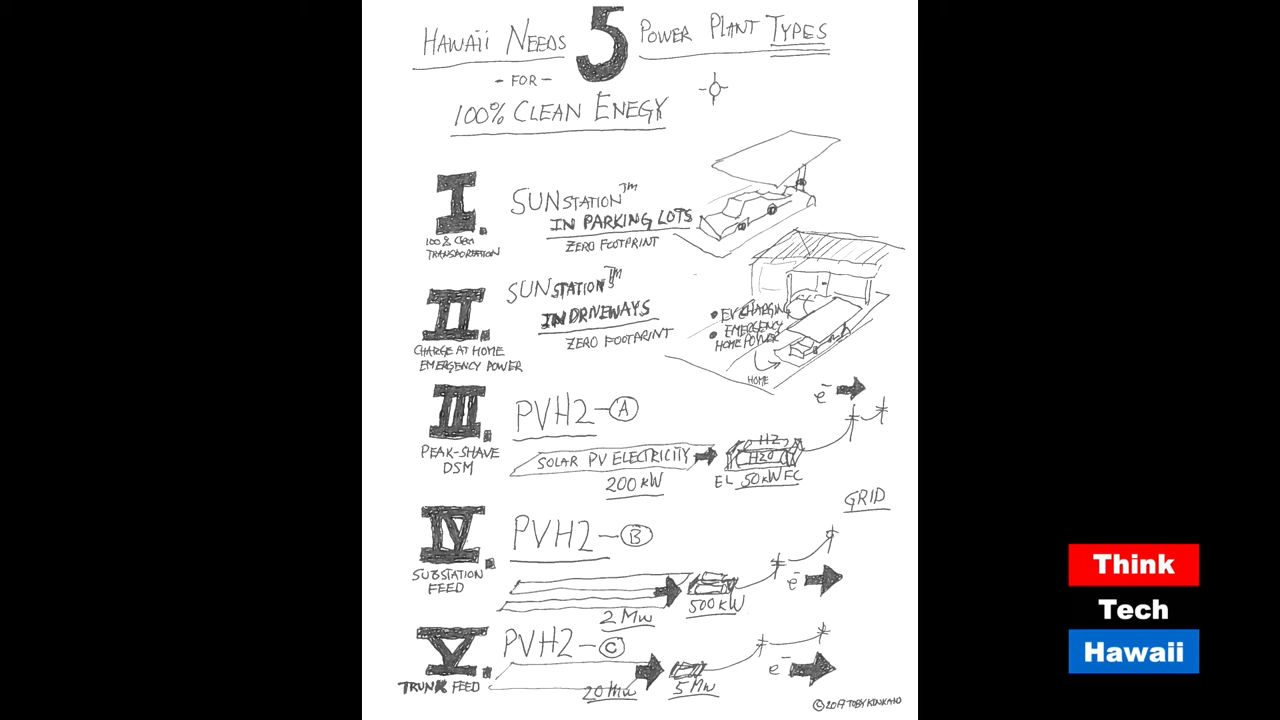 HAWAII NEEDS 5 POWER PLANT TYPES
- FOR -
100% CLEAN ENEGY
I.
100% CLEAN
TRANSPORTATION
SUNSTATION™
IN PARKING LOTS
ZERO FOOTPRINT
II.
CHARGE AT HOME
EMERGENCY POWER
SUNSTATION™
IN DRIVEWAYS
ZERO FOOTPRINT
• EV CHARGING
• EMERGENCY
HOME POWER
HOME
III.
PEAK-SHAVE
DSM
PVH2-A
SOLAR PV ELECTRICITY
200 kW
H2
H2O
EL 50kW FC
e-
GRID
IV.
SUBSTATION
FEED
PVH2-B
2 MW
500 kW
e-
V.
TRUNK FEED
PVH2-C
20 MW
5 MW
e-
© 2017 TOBY KINKAID
Think
Tech
Hawaii